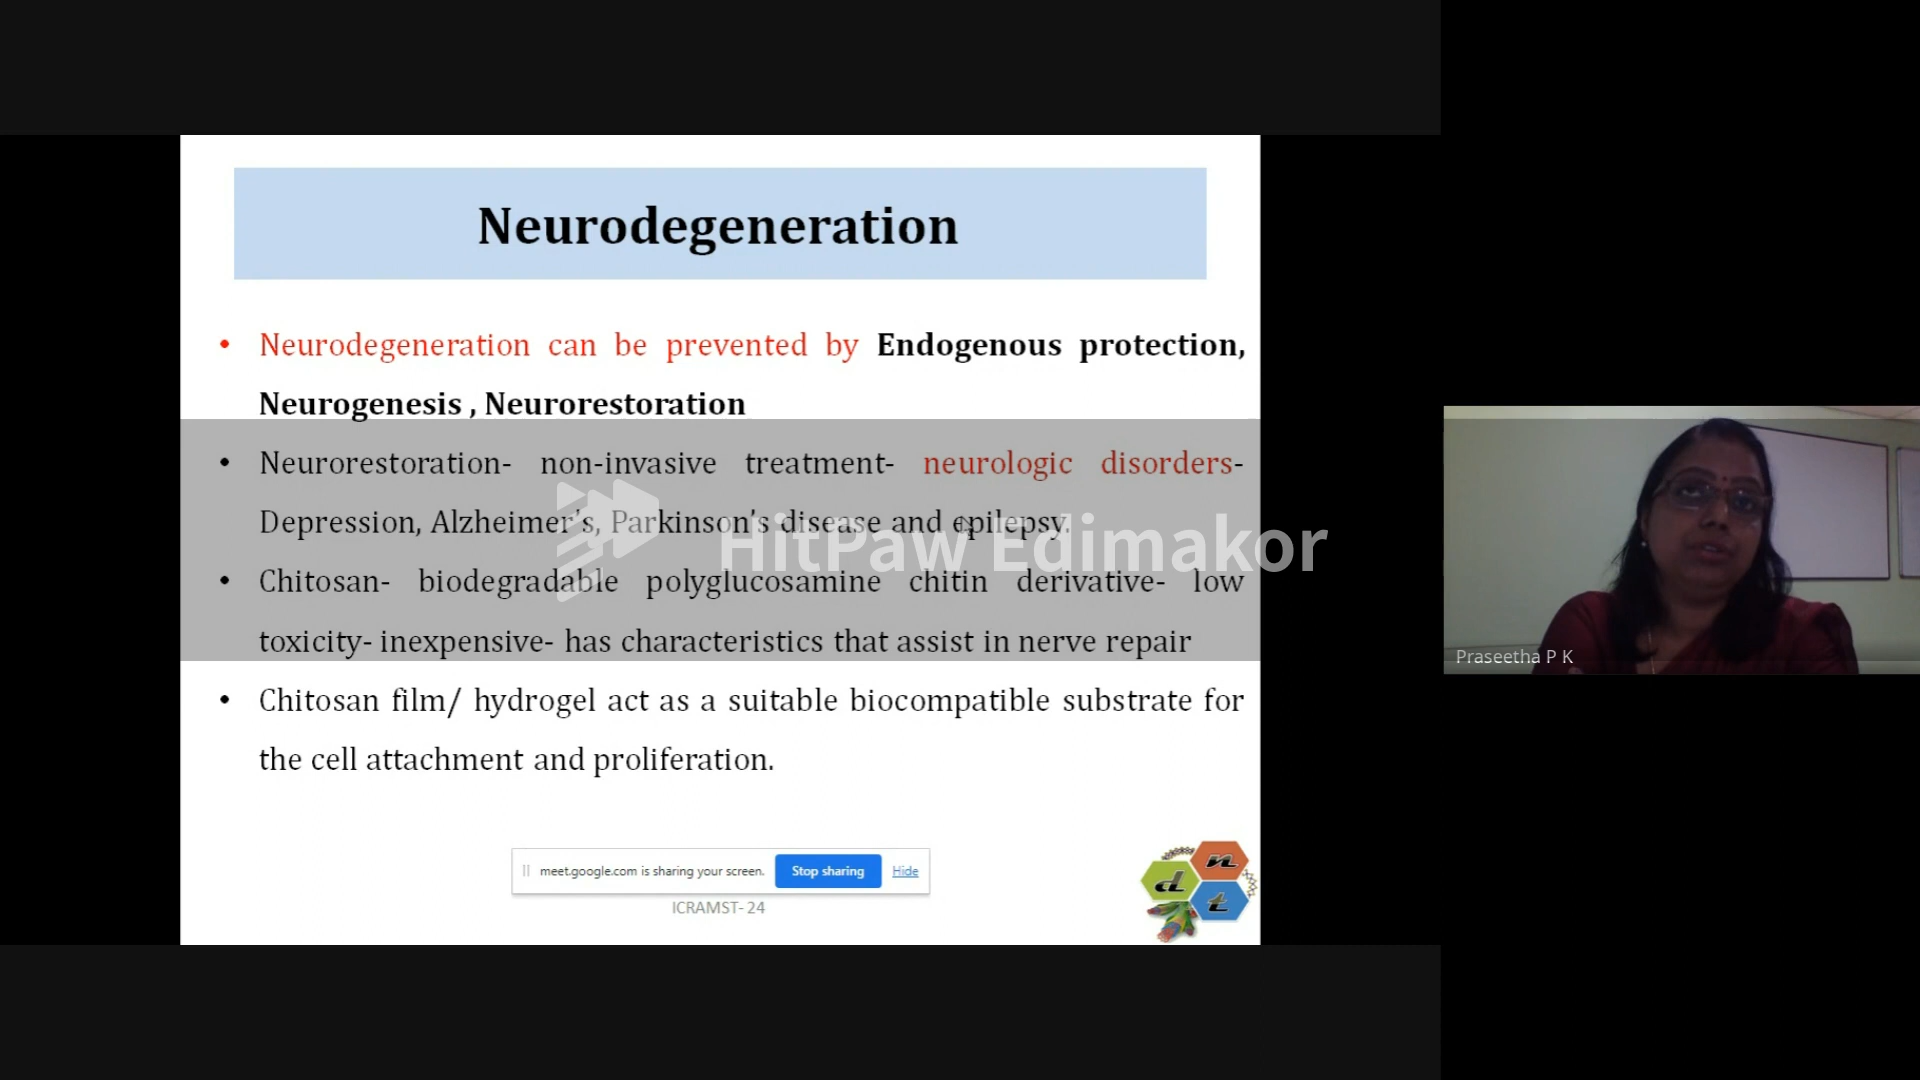 Neurodegeneration
• Neurodegeneration can be prevented by Endogenous protection,
Neurogenesis , Neurorestoration
• Neurorestoration- non-invasive treatment- neurologic disorders-
Depression, Alzheimer's, Parkinson's disease and epilepsy.
HitPaw Edimakor
• Chitosan- biodegradable polyglucosamine chitin derivative- low
toxicity- inexpensive- has characteristics that assist in nerve repair
• Chitosan film/ hydrogel act as a suitable biocompatible substrate for
the cell attachment and proliferation.
meet.google.com is sharing your screen. Stop sharing Hide
ICRAMST- 24
n
d
t
Praseetha P K